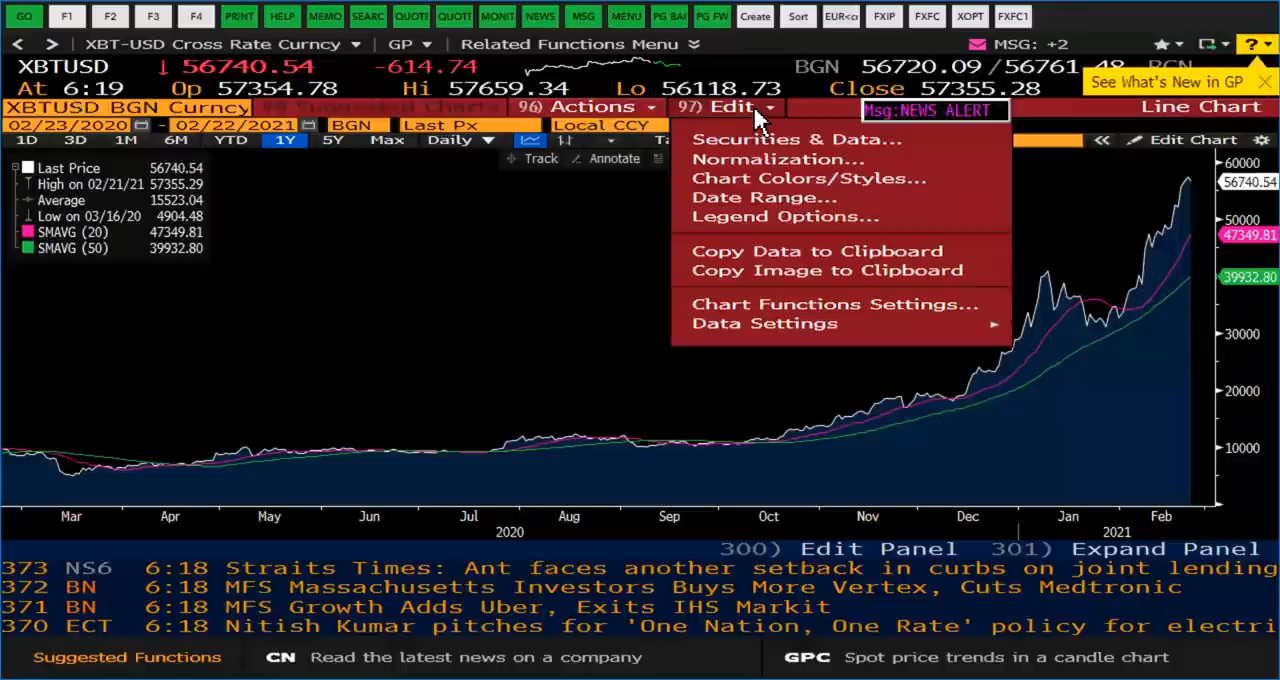 GO F1 F2 F3 F4 PRINT HELP MEMO SEARC QUOTE QUOTE MONIT NEWS MSG MENU PG BA PG FW Create Sort EUR<cu FXIP FXFC XOPT FXFC1
< > XBT-USD Cross Rate Curncy GP Related Functions Menu MSG: +2 ?
XBTUSD ↓ 56740.54 -614.74 BGN 56720.09 /56761.48 BGN
At 6:19 Op 57354.78 Hi 57659.34 Lo 56118.73 Close 57355.28
See What's New in GP
XBTUSD BGN Curncy 96) Actions 97) Edit Msg:NEWS ALERT Line Chart
02/23/2020 - 02/22/2021 BGN Last Px Local CCY
1D 3D 1M 6M YTD 1Y 5Y Max Daily ▼ « Edit Chart
Track Annotate
Securities & Data...
Normalization...
Chart Colors/Styles...
Date Range...
Legend Options...
Copy Data to Clipboard
Copy Image to Clipboard
Chart Functions Settings...
Data Settings
Last Price 56740.54
High on 02/21/21 57355.29
Average 15523.04
Low on 03/16/20 4904.48
SMAVG (20) 47349.81
SMAVG (50) 39932.80
60000
56740.54
50000
47349.81
39932.80
30000
20000
10000
Mar Apr May Jun Jul Aug Sep Oct Nov Dec Jan Feb
2020 2021
300) Edit Panel 301) Expand Panel
373 NS6 6:18 Straits Times: Ant faces another setback in curbs on joint lending
372 BN 6:18 MFS Massachusetts Investors Buys More Vertex, Cuts Medtronic
371 BN 6:18 MFS Growth Adds Uber, Exits IHS Markit
370 ECT 6:18 Nitish Kumar pitches for 'One Nation, One Rate' policy for electri
Suggested Functions CN Read the latest news on a company GPC Spot price trends in a candle chart